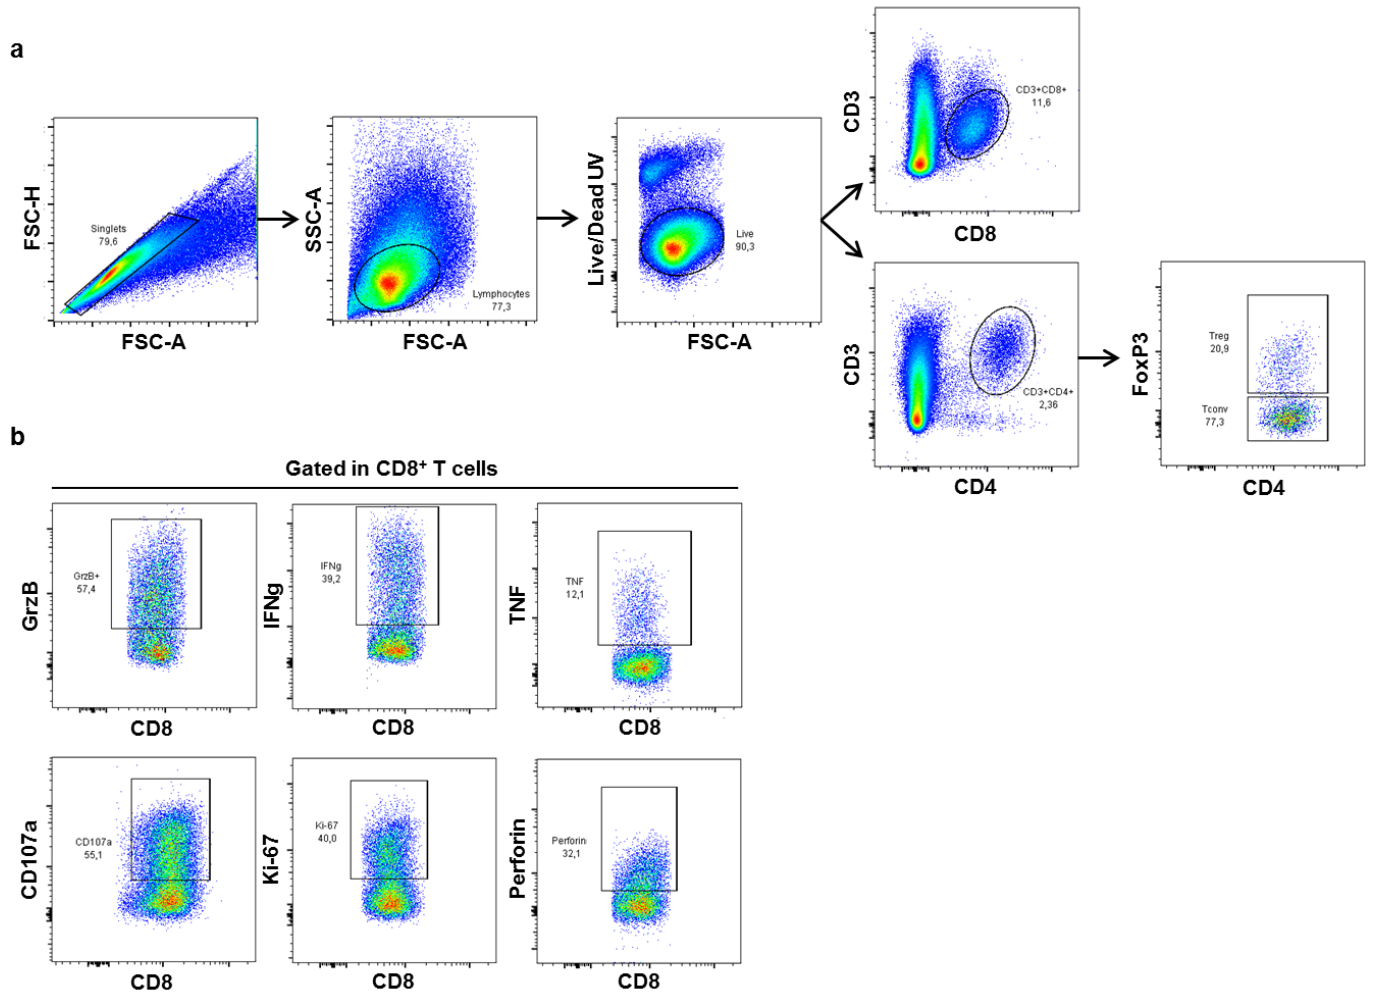 a
FSC-H
Singlets
79,6
FSC-A
SSC-A
Lymphocytes
77,3
FSC-A
Live/Dead UV
Live
90,3
FSC-A
CD3
CD3+CD8+
11,6
CD8
CD3
CD3+CD4+
2,36
CD4
FoxP3
Treg
20,9
Tconv
77,3
CD4
b
Gated in CD8⁺ T cells
GrzB
GrzB+
57,4
CD8
IFNg
IFNg
39,2
CD8
TNF
TNF
12,1
CD8
CD107a
CD107a
55,1
CD8
Ki-67
Ki-67
40,0
CD8
Perforin
Perforin
32,1
CD8